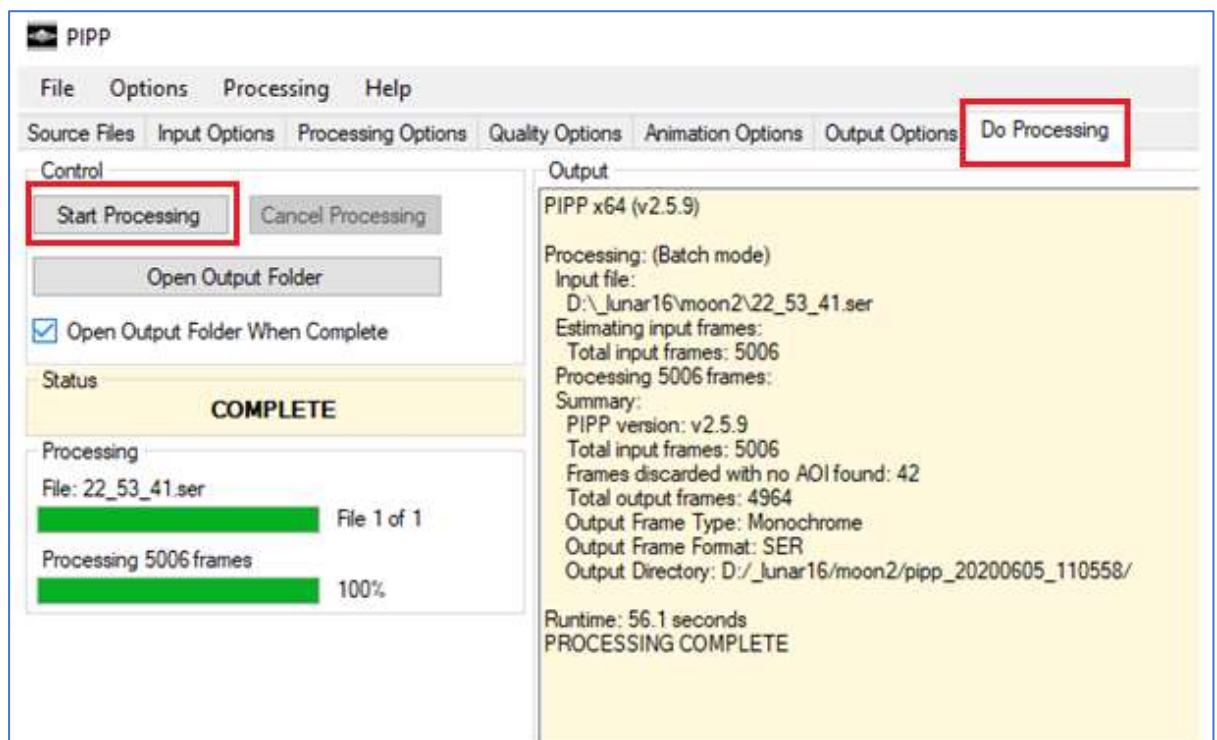 PIPP
File Options Processing Help
Source Files Input Options Processing Options Quality Options Animation Options Output Options Do Processing
Control
Start Processing Cancel Processing
Open Output Folder
Open Output Folder When Complete
Status
COMPLETE
Processing
File: 22_53_41.ser
File 1 of 1
Processing 5006 frames
100%
Output
PIPP x64 (v2.5.9)
Processing: (Batch mode)
Input file:
D:\_lunar16\moon2\22_53_41.ser
Estimating input frames:
Total input frames: 5006
Processing 5006 frames:
Summary:
PIPP version: v2.5.9
Total input frames: 5006
Frames discarded with no AOI found: 42
Total output frames: 4964
Output Frame Type: Monochrome
Output Frame Format: SER
Output Directory: D:/_lunar16/moon2/pipp_20200605_110558/
Runtime: 56.1 seconds
PROCESSING COMPLETE